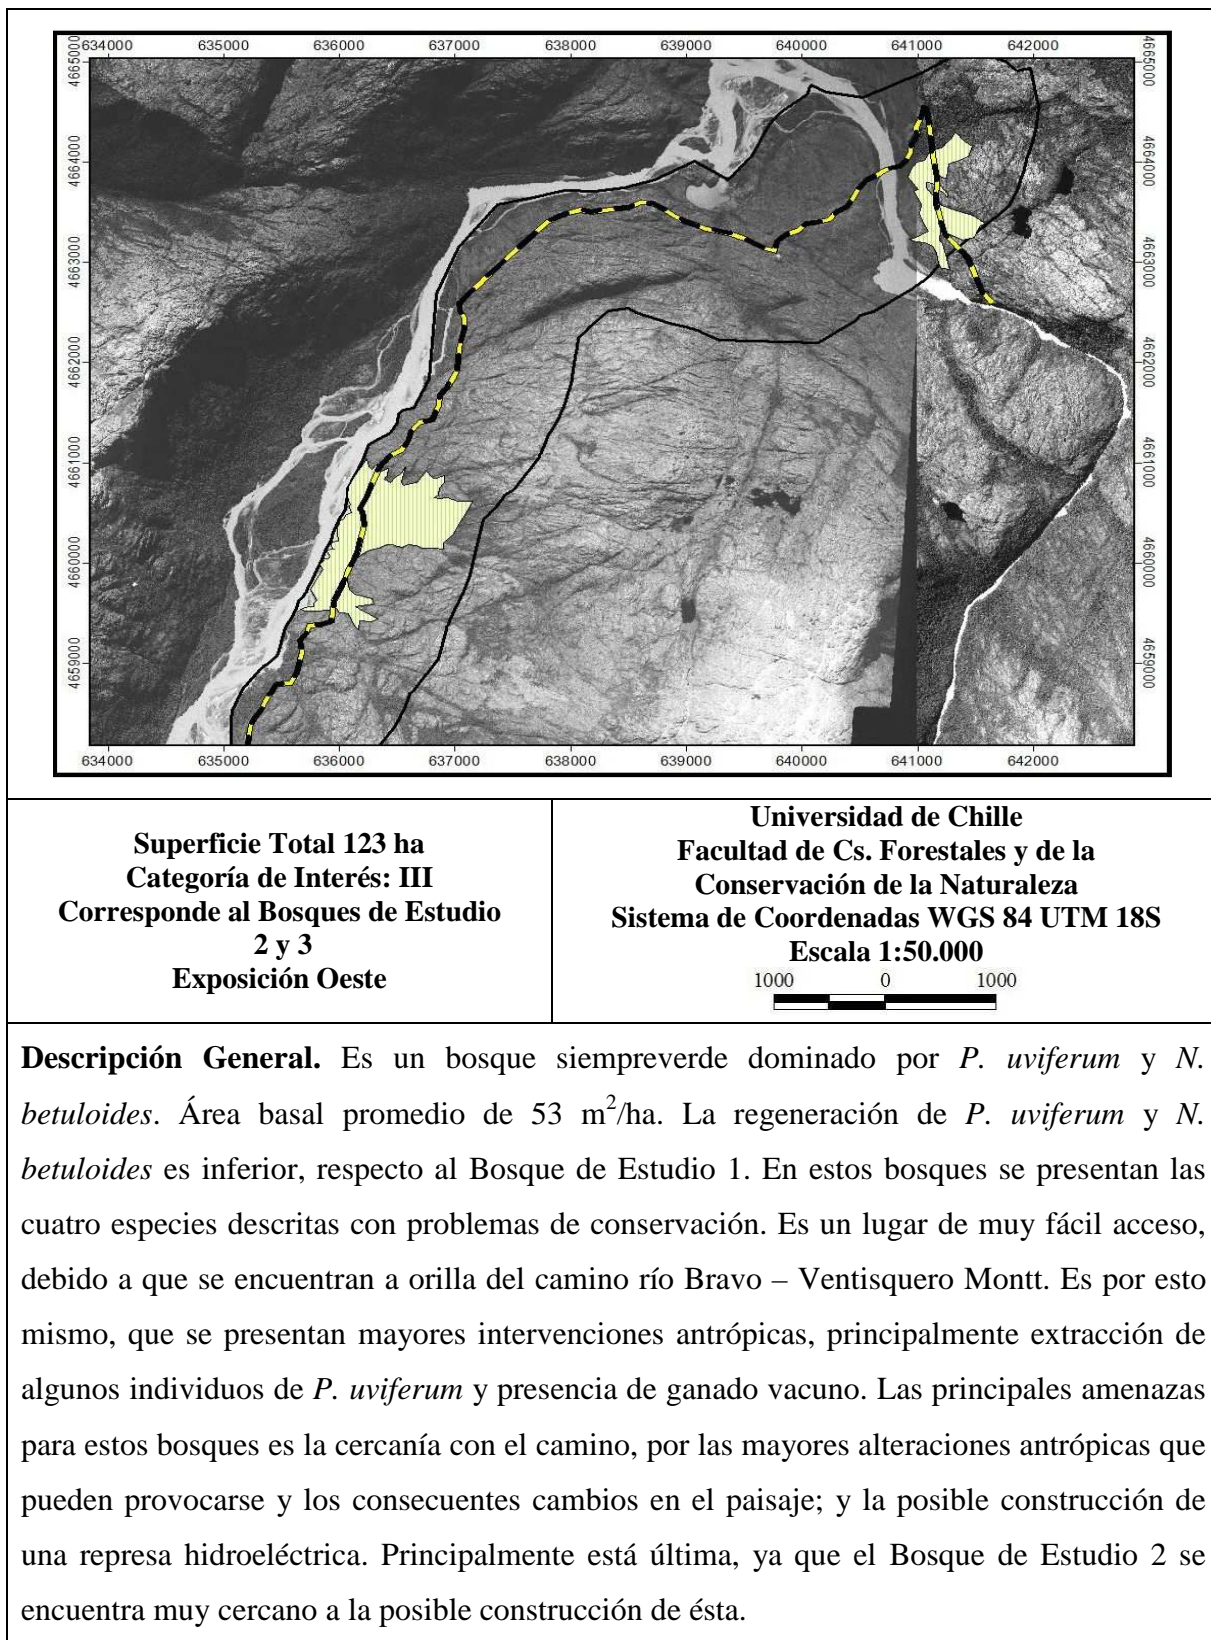 634000 635000 636000 637000 638000 639000 640000 641000 642000
4665000 4665000
4664000 4664000
4663000 4663000
4662000 4662000
4661000 4661000
4660000 4660000
4659000 4659000
634000 635000 636000 637000 638000 639000 640000 641000 642000
Superficie Total 123 ha
Categoría de Interés: III
Corresponde al Bosques de Estudio
2 y 3
Exposición Oeste
Universidad de Chille
Facultad de Cs. Forestales y de la
Conservación de la Naturaleza
Sistema de Coordenadas WGS 84 UTM 18S
Escala 1:50.000
1000 0 1000
Descripción General. Es un bosque siempreverde dominado por P. uviferum y N.
betuloides. Área basal promedio de 53 m²/ha. La regeneración de P. uviferum y N.
betuloides es inferior, respecto al Bosque de Estudio 1. En estos bosques se presentan las
cuatro especies descritas con problemas de conservación. Es un lugar de muy fácil acceso,
debido a que se encuentran a orilla del camino río Bravo – Ventisquero Montt. Es por esto
mismo, que se presentan mayores intervenciones antrópicas, principalmente extracción de
algunos individuos de P. uviferum y presencia de ganado vacuno. Las principales amenazas
para estos bosques es la cercanía con el camino, por las mayores alteraciones antrópicas que
pueden provocarse y los consecuentes cambios en el paisaje; y la posible construcción de
una represa hidroeléctrica. Principalmente está última, ya que el Bosque de Estudio 2 se
encuentra muy cercano a la posible construcción de ésta.